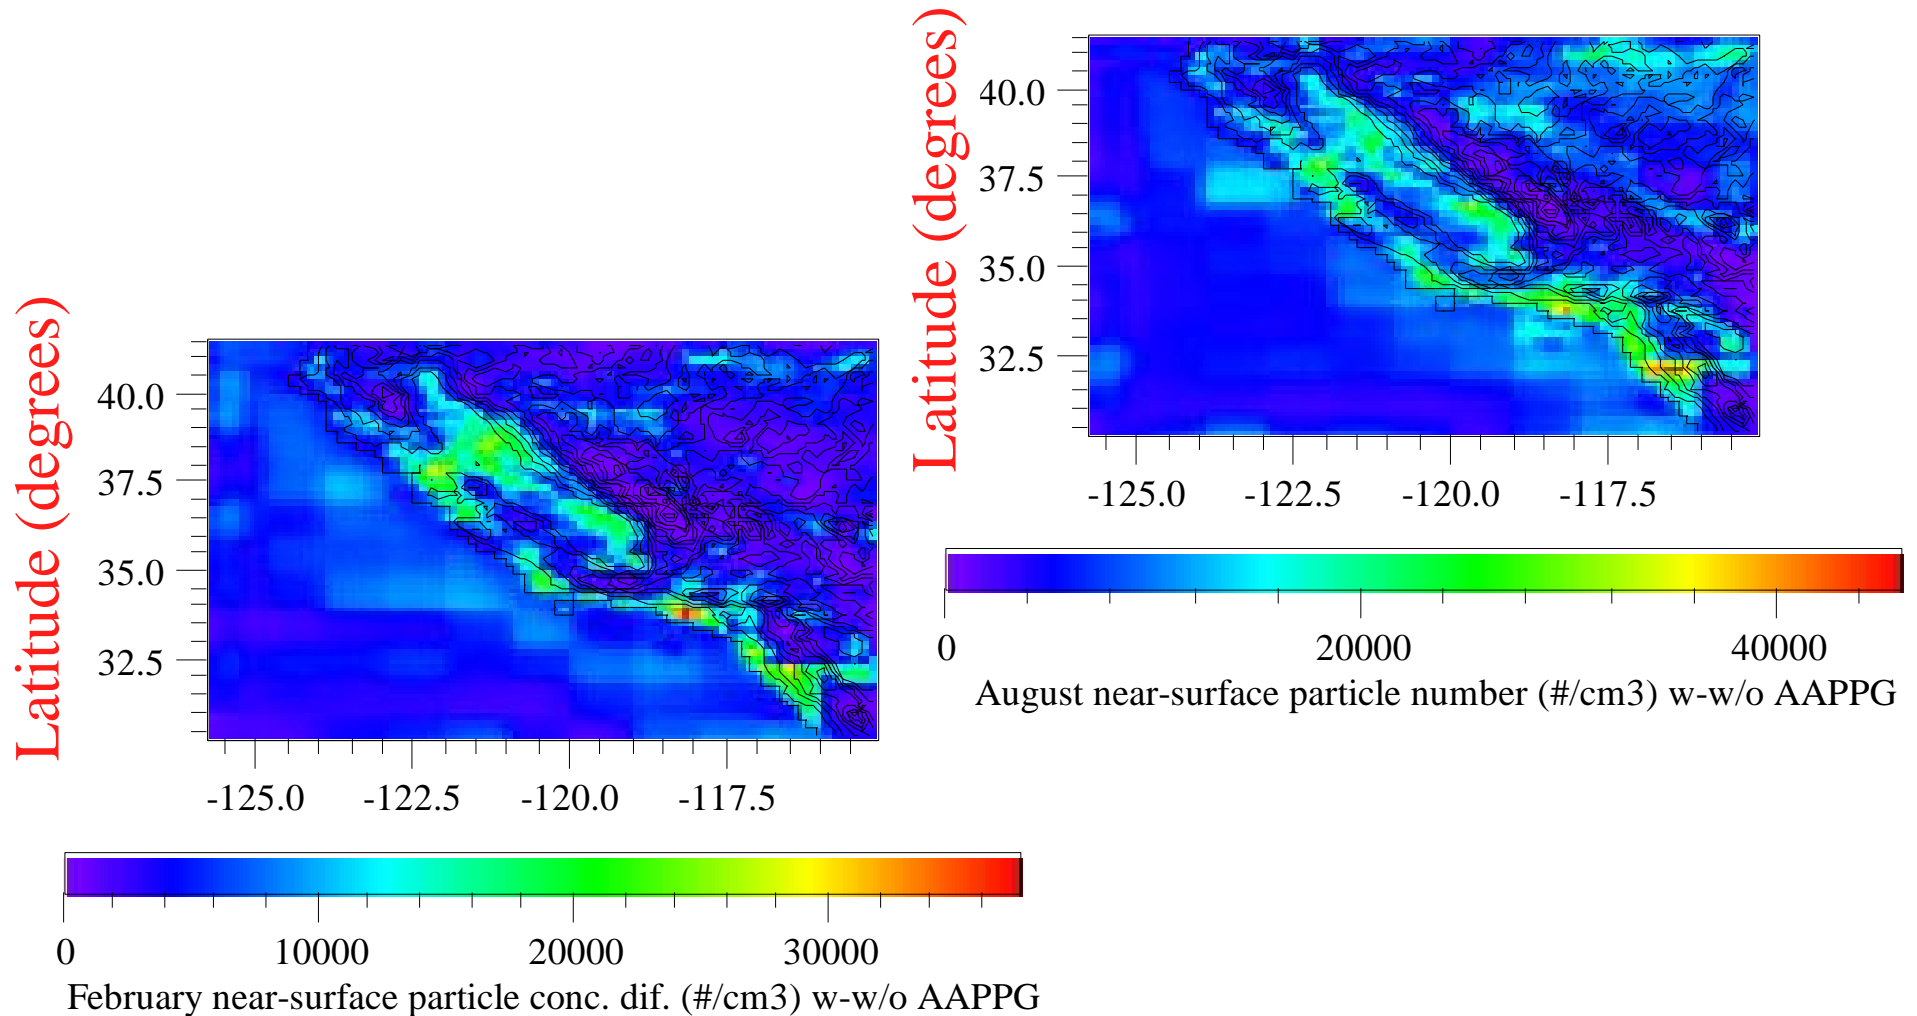 Latitude (degrees)
40.0
37.5
35.0
32.5
-125.0 -122.5 -120.0 -117.5
0 10000 20000 30000
February near-surface particle conc. dif. (#/cm3) w-w/o AAPPG
Latitude (degrees)
40.0
37.5
35.0
32.5
-125.0 -122.5 -120.0 -117.5
0 20000 40000
August near-surface particle number (#/cm3) w-w/o AAPPG